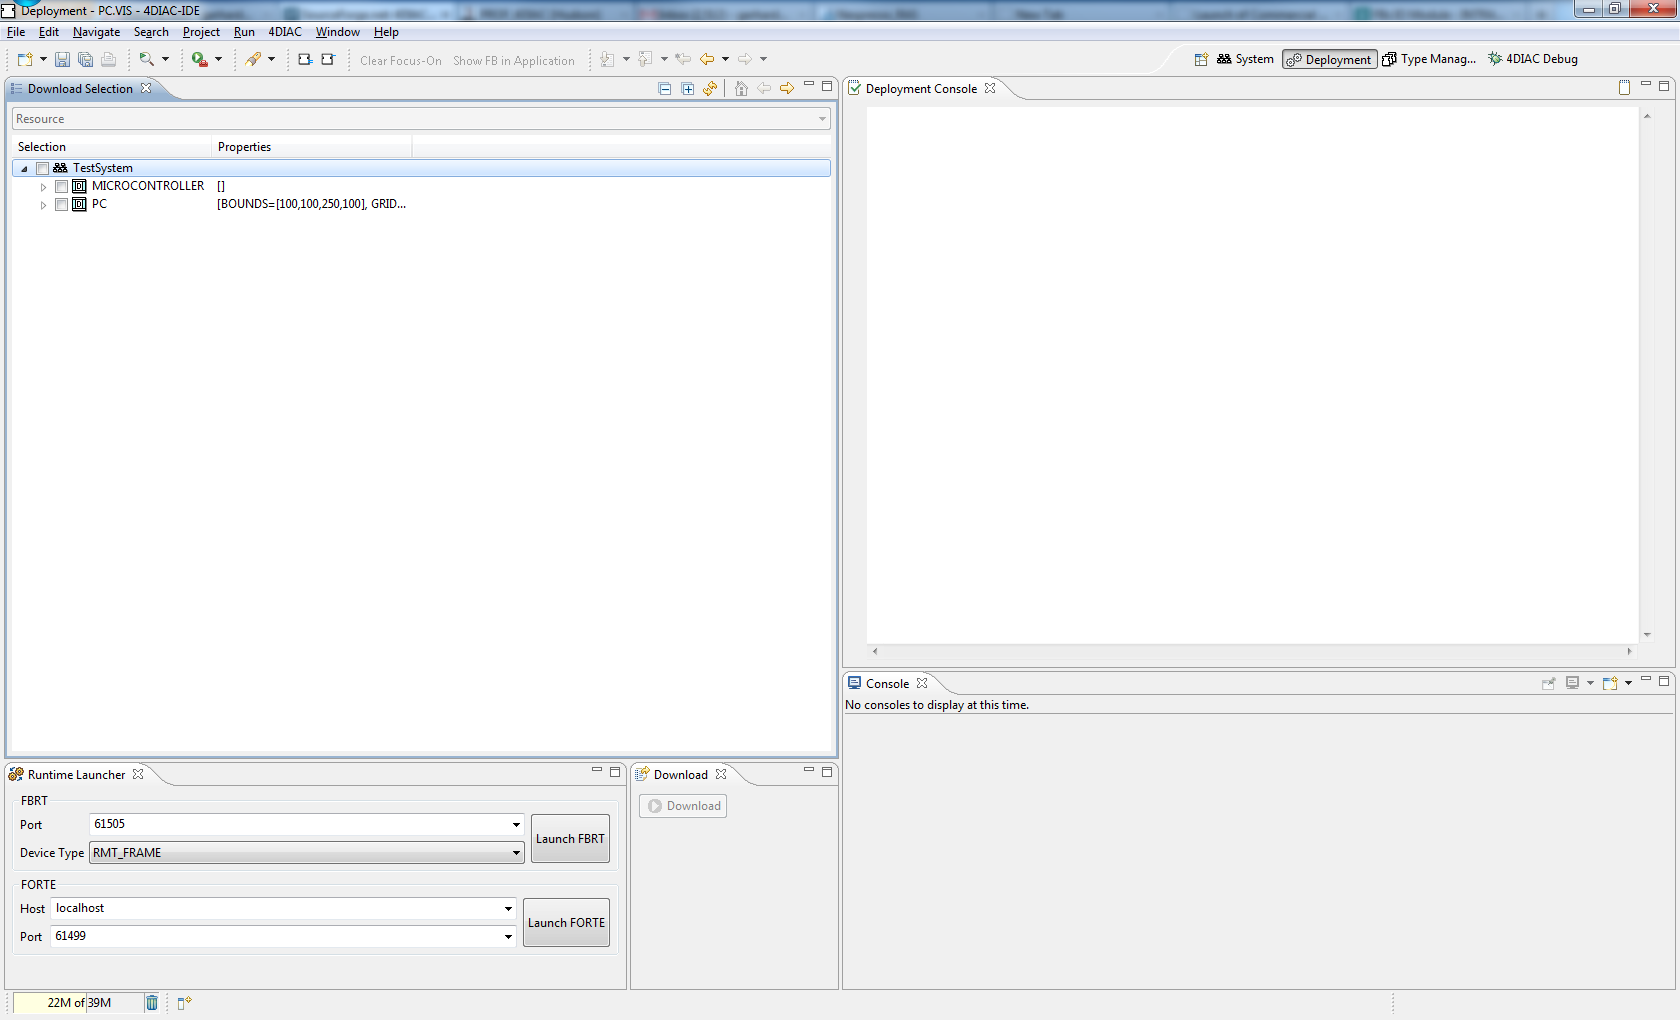 Deployment - PC.VIS - 4DIAC-IDE
File Edit Navigate Search Project Run 4DIAC Window Help
Clear Focus-On Show FB in Application
System Deployment Type Manag... 4DIAC Debug
Download Selection
Resource
Selection Properties
TestSystem
MICROCONTROLLER []
PC [BOUNDS=[100,100,250,100], GRID...
Deployment Console
Console
No consoles to display at this time.
Runtime Launcher
FBRT
Port 61505
Device Type RMT_FRAME
Launch FBRT
FORTE
Host localhost
Port 61499
Launch FORTE
Download
Download
22M of 39M